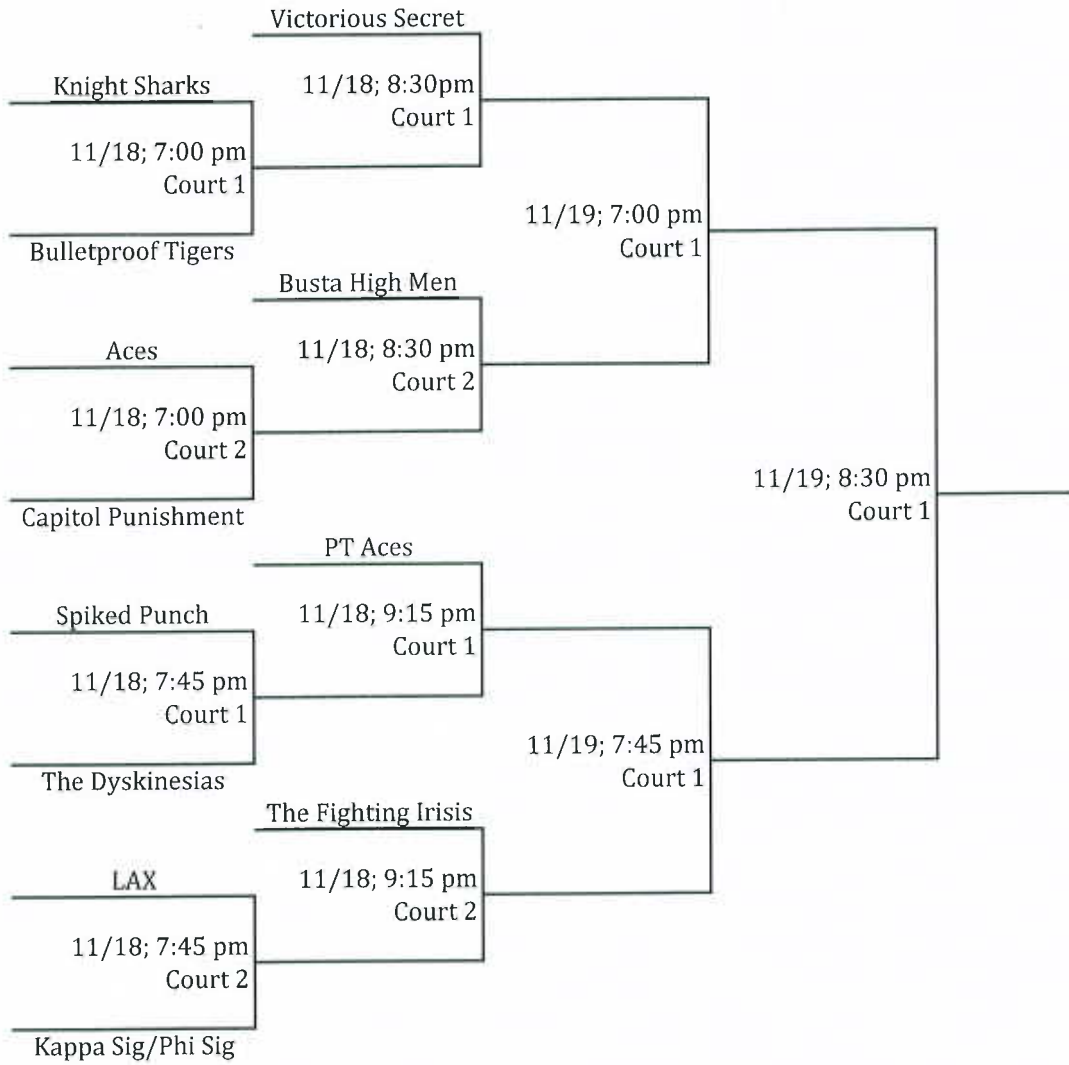 Victorious Secret
Knight Sharks
11/18; 8:30pm
Court 1
11/18; 7:00 pm
Court 1
11/19; 7:00 pm
Court 1
Bulletproof Tigers
Busta High Men
Aces
11/18; 8:30 pm
Court 2
11/18; 7:00 pm
Court 2
11/19; 8:30 pm
Court 1
Capitol Punishment
PT Aces
Spiked Punch
11/18; 9:15 pm
Court 1
11/18; 7:45 pm
Court 1
11/19; 7:45 pm
Court 1
The Dyskinesias
The Fighting Irisis
LAX
11/18; 9:15 pm
Court 2
11/18; 7:45 pm
Court 2
Kappa Sig/Phi Sig